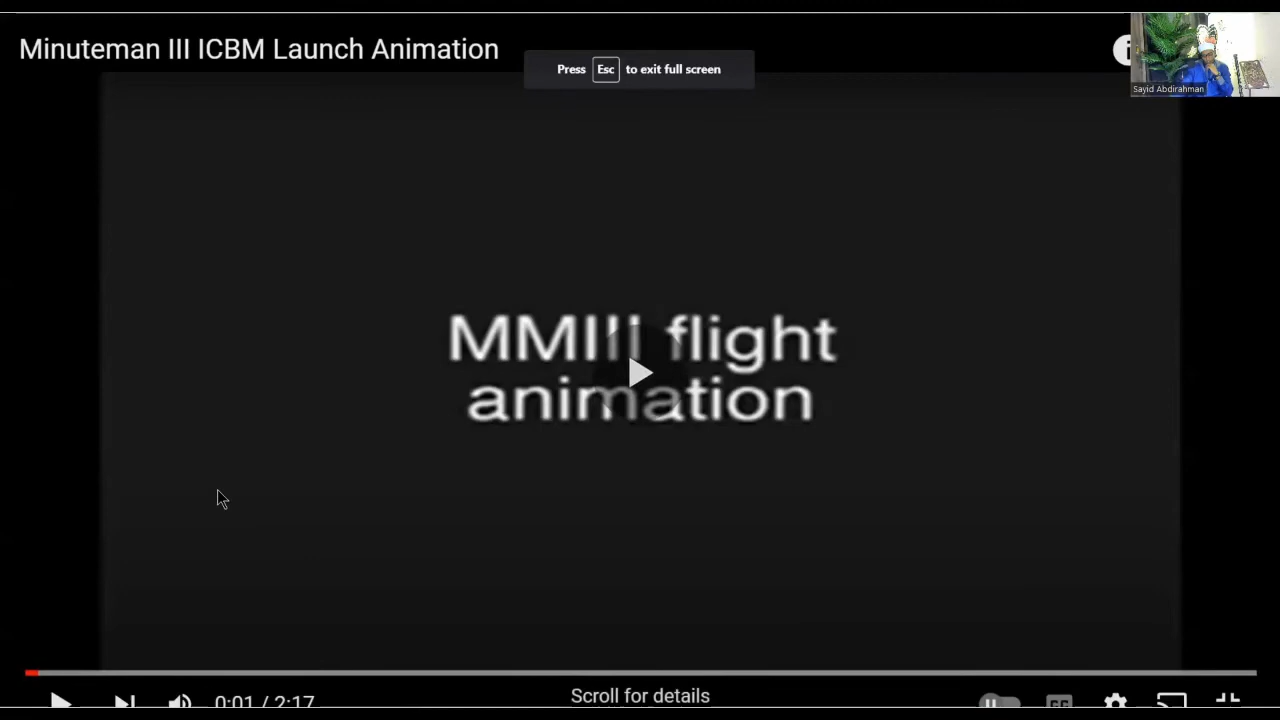 Minuteman III ICBM Launch Animation
Press Esc to exit full screen
Sayid Abdirahman
MMIII flight
animation
0:01 / 2:17
Scroll for details
CC